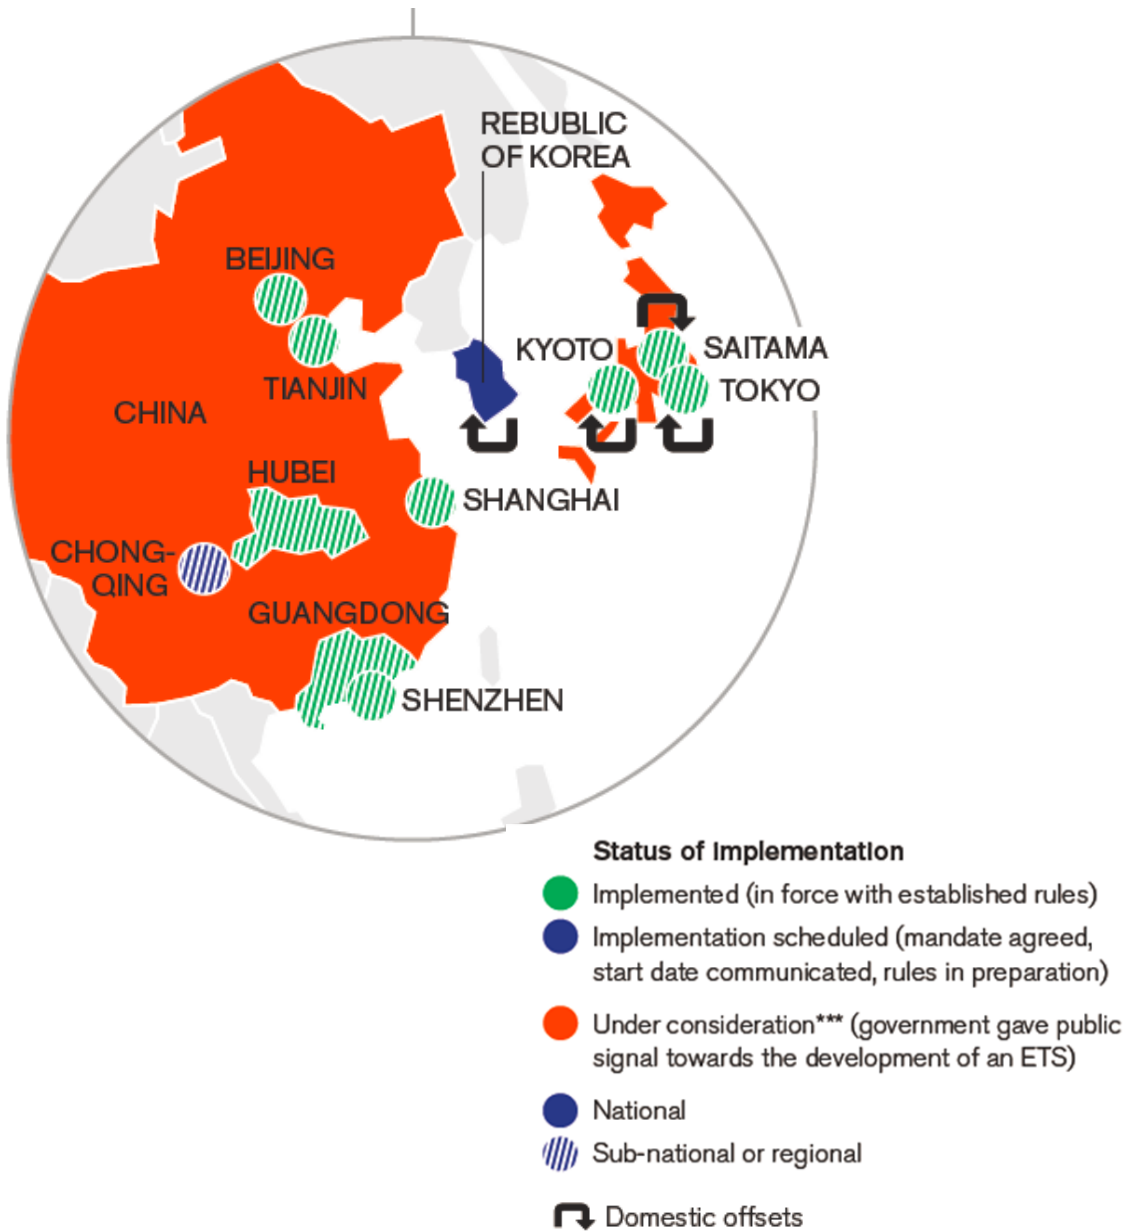 REBUBLIC
OF KOREA
BEIJING
TIANJIN
CHINA
KYOTO
SAITAMA
TOKYO
HUBEI
SHANGHAI
CHONG-
QING
GUANGDONG
SHENZHEN
Status of implementation
Implemented (in force with established rules)
Implementation scheduled (mandate agreed,
start date communicated, rules in preparation)
Under consideration*** (government gave public
signal towards the development of an ETS)
National
Sub-national or regional
Domestic offsets